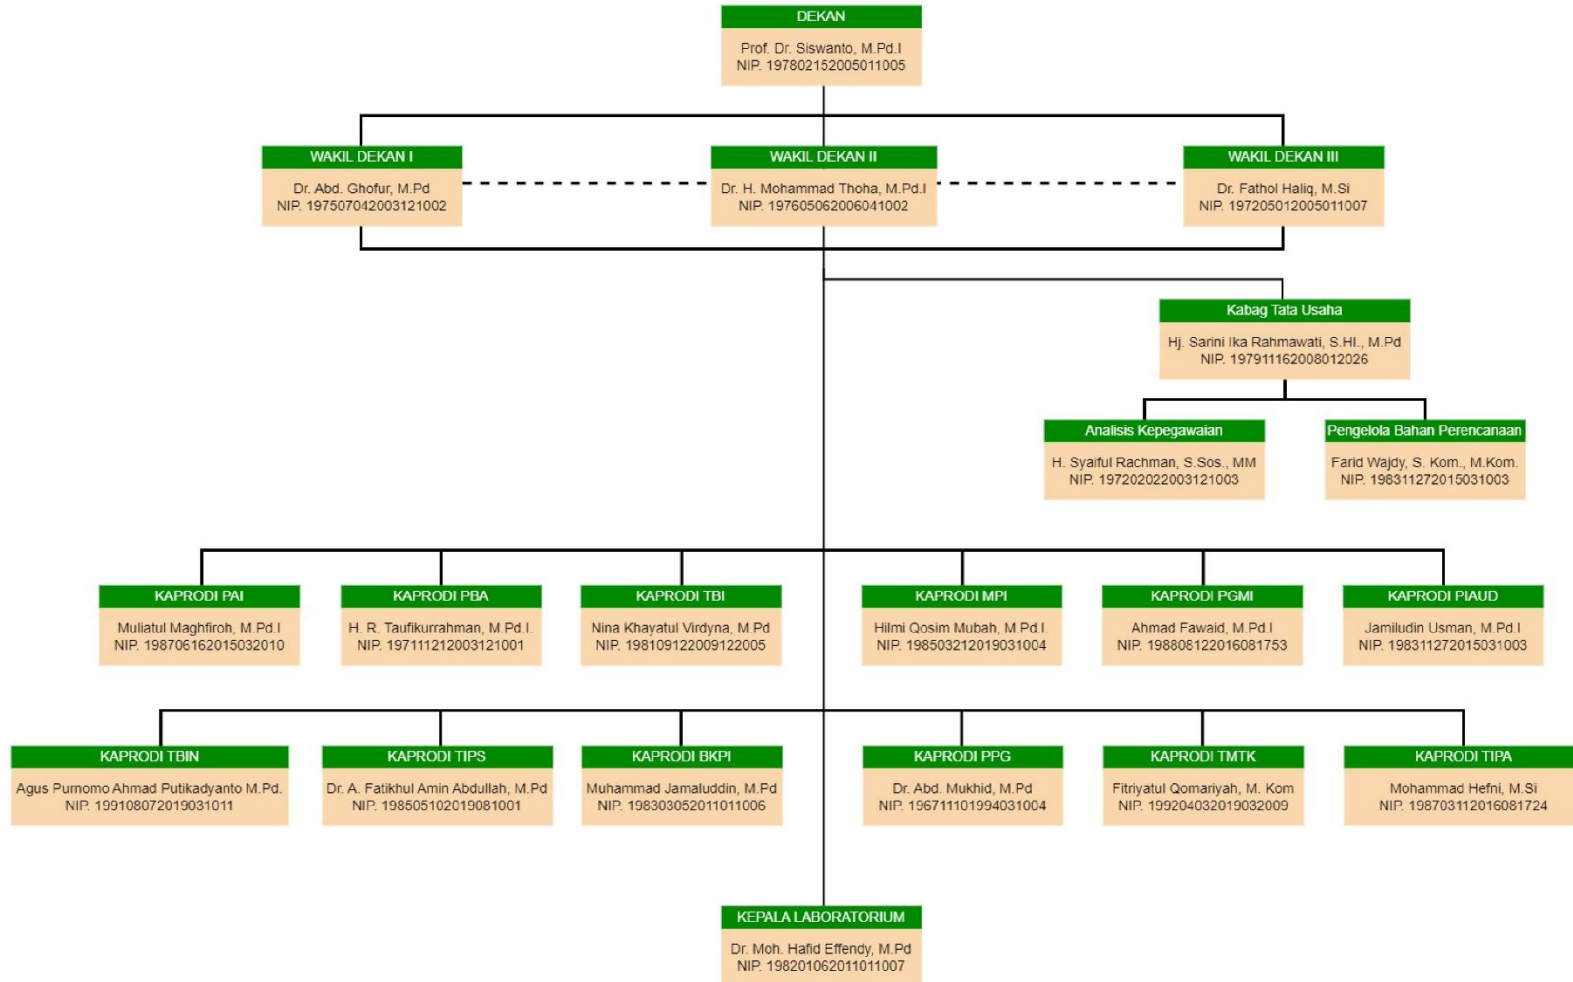 DEKAN
Prof. Dr. Siswanto, M.Pd.I
NIP. 197802152005011005
WAKIL DEKAN I
Dr. Abd. Ghofur, M.Pd
NIP. 197507042003121002
WAKIL DEKAN II
Dr. H. Mohammad Thoha, M.Pd.I
NIP. 197605062006041002
WAKIL DEKAN III
Dr. Fathol Haliq, M.Si
NIP. 197205012005011007
Kabag Tata Usaha
Hj. Sarini Ika Rahmawati, S.HI., M.Pd
NIP. 197911162008012026
Analisis Kepegawaian
H. Syaiful Rachman, S.Sos., MM
NIP. 197202022003121003
Pengelola Bahan Perencanaan
Farid Wajdy, S. Kom., M.Kom.
NIP. 198311272015031003
KAPRODI PAI
Muliatul Maghfiroh, M.Pd.I
NIP. 198706162015032010
KAPRODI PBA
H. R. Taufikurrahman, M.Pd.I.
NIP. 197111212003121001
KAPRODI TBI
Nina Khayatul Virdyna, M.Pd
NIP. 198109122009122005
KAPRODI MPI
Hilmi Qosim Mubah, M.Pd.I.
NIP. 198503212019031004
KAPRODI PGMI
Ahmad Fawaid, M.Pd.I
NIP. 198808122016081753
KAPRODI PIAUD
Jamiludin Usman, M.Pd.I
NIP. 198311272015031003
KAPRODI TBIN
Agus Purnomo Ahmad Putikadyanto M.Pd.
NIP. 199108072019031011
KAPRODI TIPS
Dr. A. Fatikhul Amin Abdullah, M.Pd
NIP. 198505102019081001
KAPRODI BKPI
Muhammad Jamaluddin, M.Pd
NIP. 198303052011011006
KAPRODI PPG
Dr. Abd. Mukhid, M.Pd
NIP. 196711101994031004
KAPRODI TMTK
Fitriyatul Qomariyah, M. Kom
NIP. 199204032019032009
KAPRODI TIPA
Mohammad Hefni, M.Si
NIP. 198703112016081724
KEPALA LABORATORIUM
Dr. Moh. Hafid Effendy, M.Pd
NIP. 198201062011011007